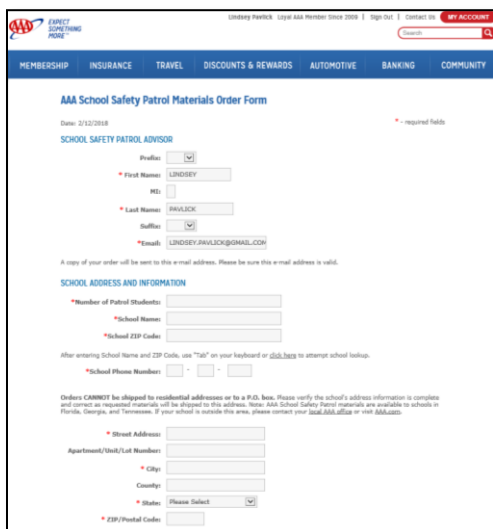 Lindsey Pavlick Loyal AAA Member Since 2009 | Sign Out | Contact Us MY ACCOUNT
AAA EXPECT
SOMETHING
MORE™
Search
MEMBERSHIP INSURANCE TRAVEL DISCOUNTS & REWARDS AUTOMOTIVE BANKING COMMUNITY
AAA School Safety Patrol Materials Order Form
Date: 2/12/2018 * - required fields
SCHOOL SAFETY PATROL ADVISOR
Prefix:
* First Name: LINDSEY
MI:
* Last Name: PAVLICK
Suffix:
*Email: LINDSEY.PAVLICK@GMAIL.COM
A copy of your order will be sent to this e-mail address. Please be sure this e-mail address is valid.
SCHOOL ADDRESS AND INFORMATION
*Number of Patrol Students:
*School Name:
*School ZIP Code:
After entering School Name and ZIP Code, use "Tab" on your keyboard or click here to attempt school lookup.
*School Phone Number: - -
Orders CANNOT be shipped to residential addresses or to a P.O. box. Please verify the school's address information is complete
and correct as requested materials will be shipped to this address. Note: AAA School Safety Patrol materials are available to schools in
Florida, Georgia, and Tennessee. If your school is outside this area, please contact your local AAA office or visit AAA.com.
* Street Address:
Apartment/Unit/Lot Number:
* City:
County:
* State: Please Select
* ZIP/Postal Code: